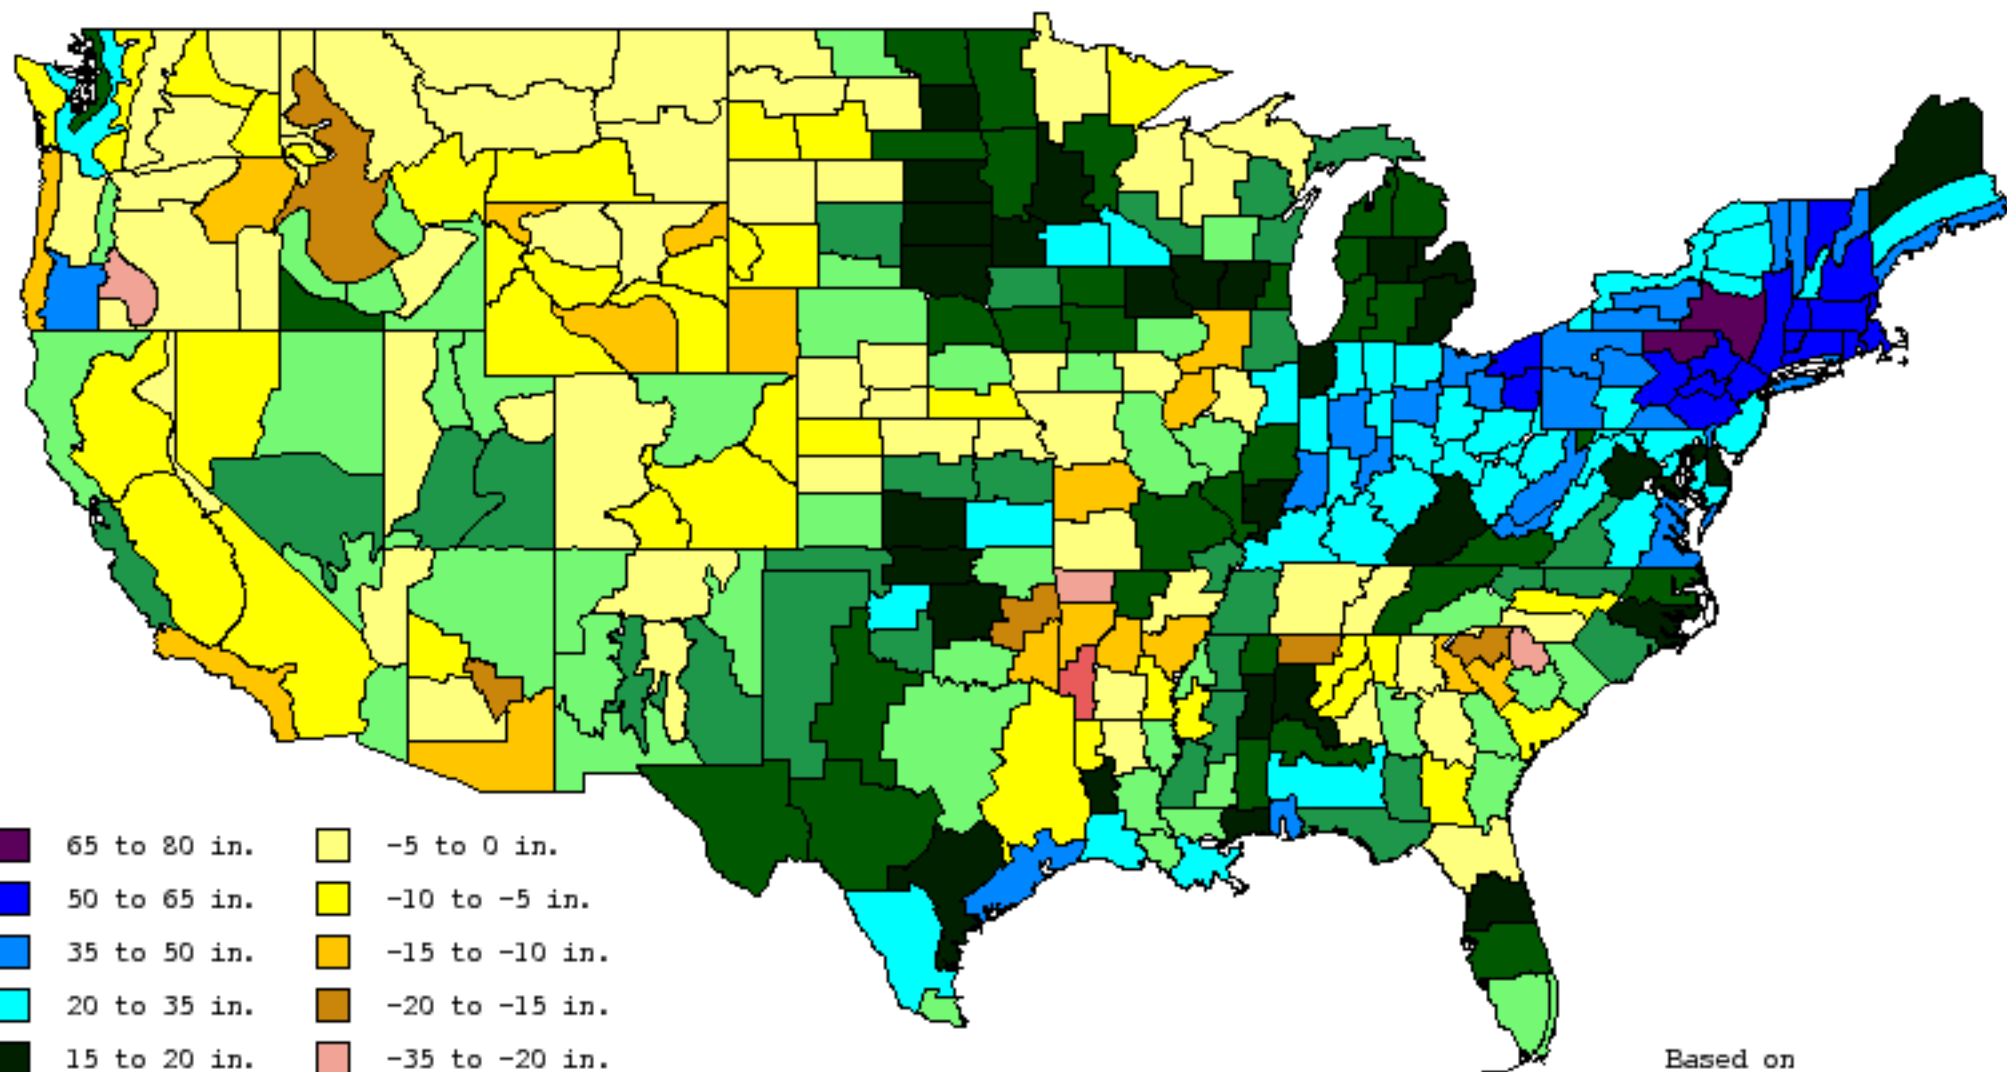 65 to 80 in.
-5 to 0 in.
50 to 65 in.
-10 to -5 in.
35 to 50 in.
-15 to -10 in.
20 to 35 in.
-20 to -15 in.
15 to 20 in.
-35 to -20 in.
Based on